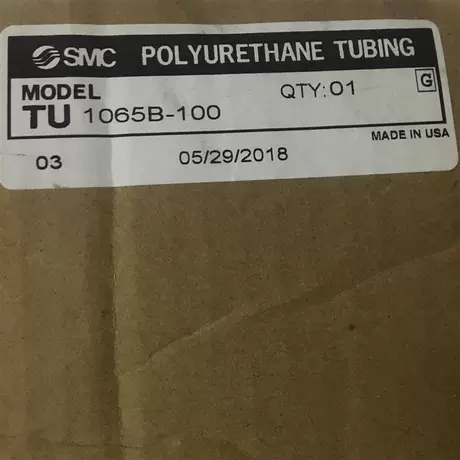 SMC POLYURETHANE TUBING
MODEL QTY:01 G
TU 1065B-100
MADE IN USA
03 05/29/2018